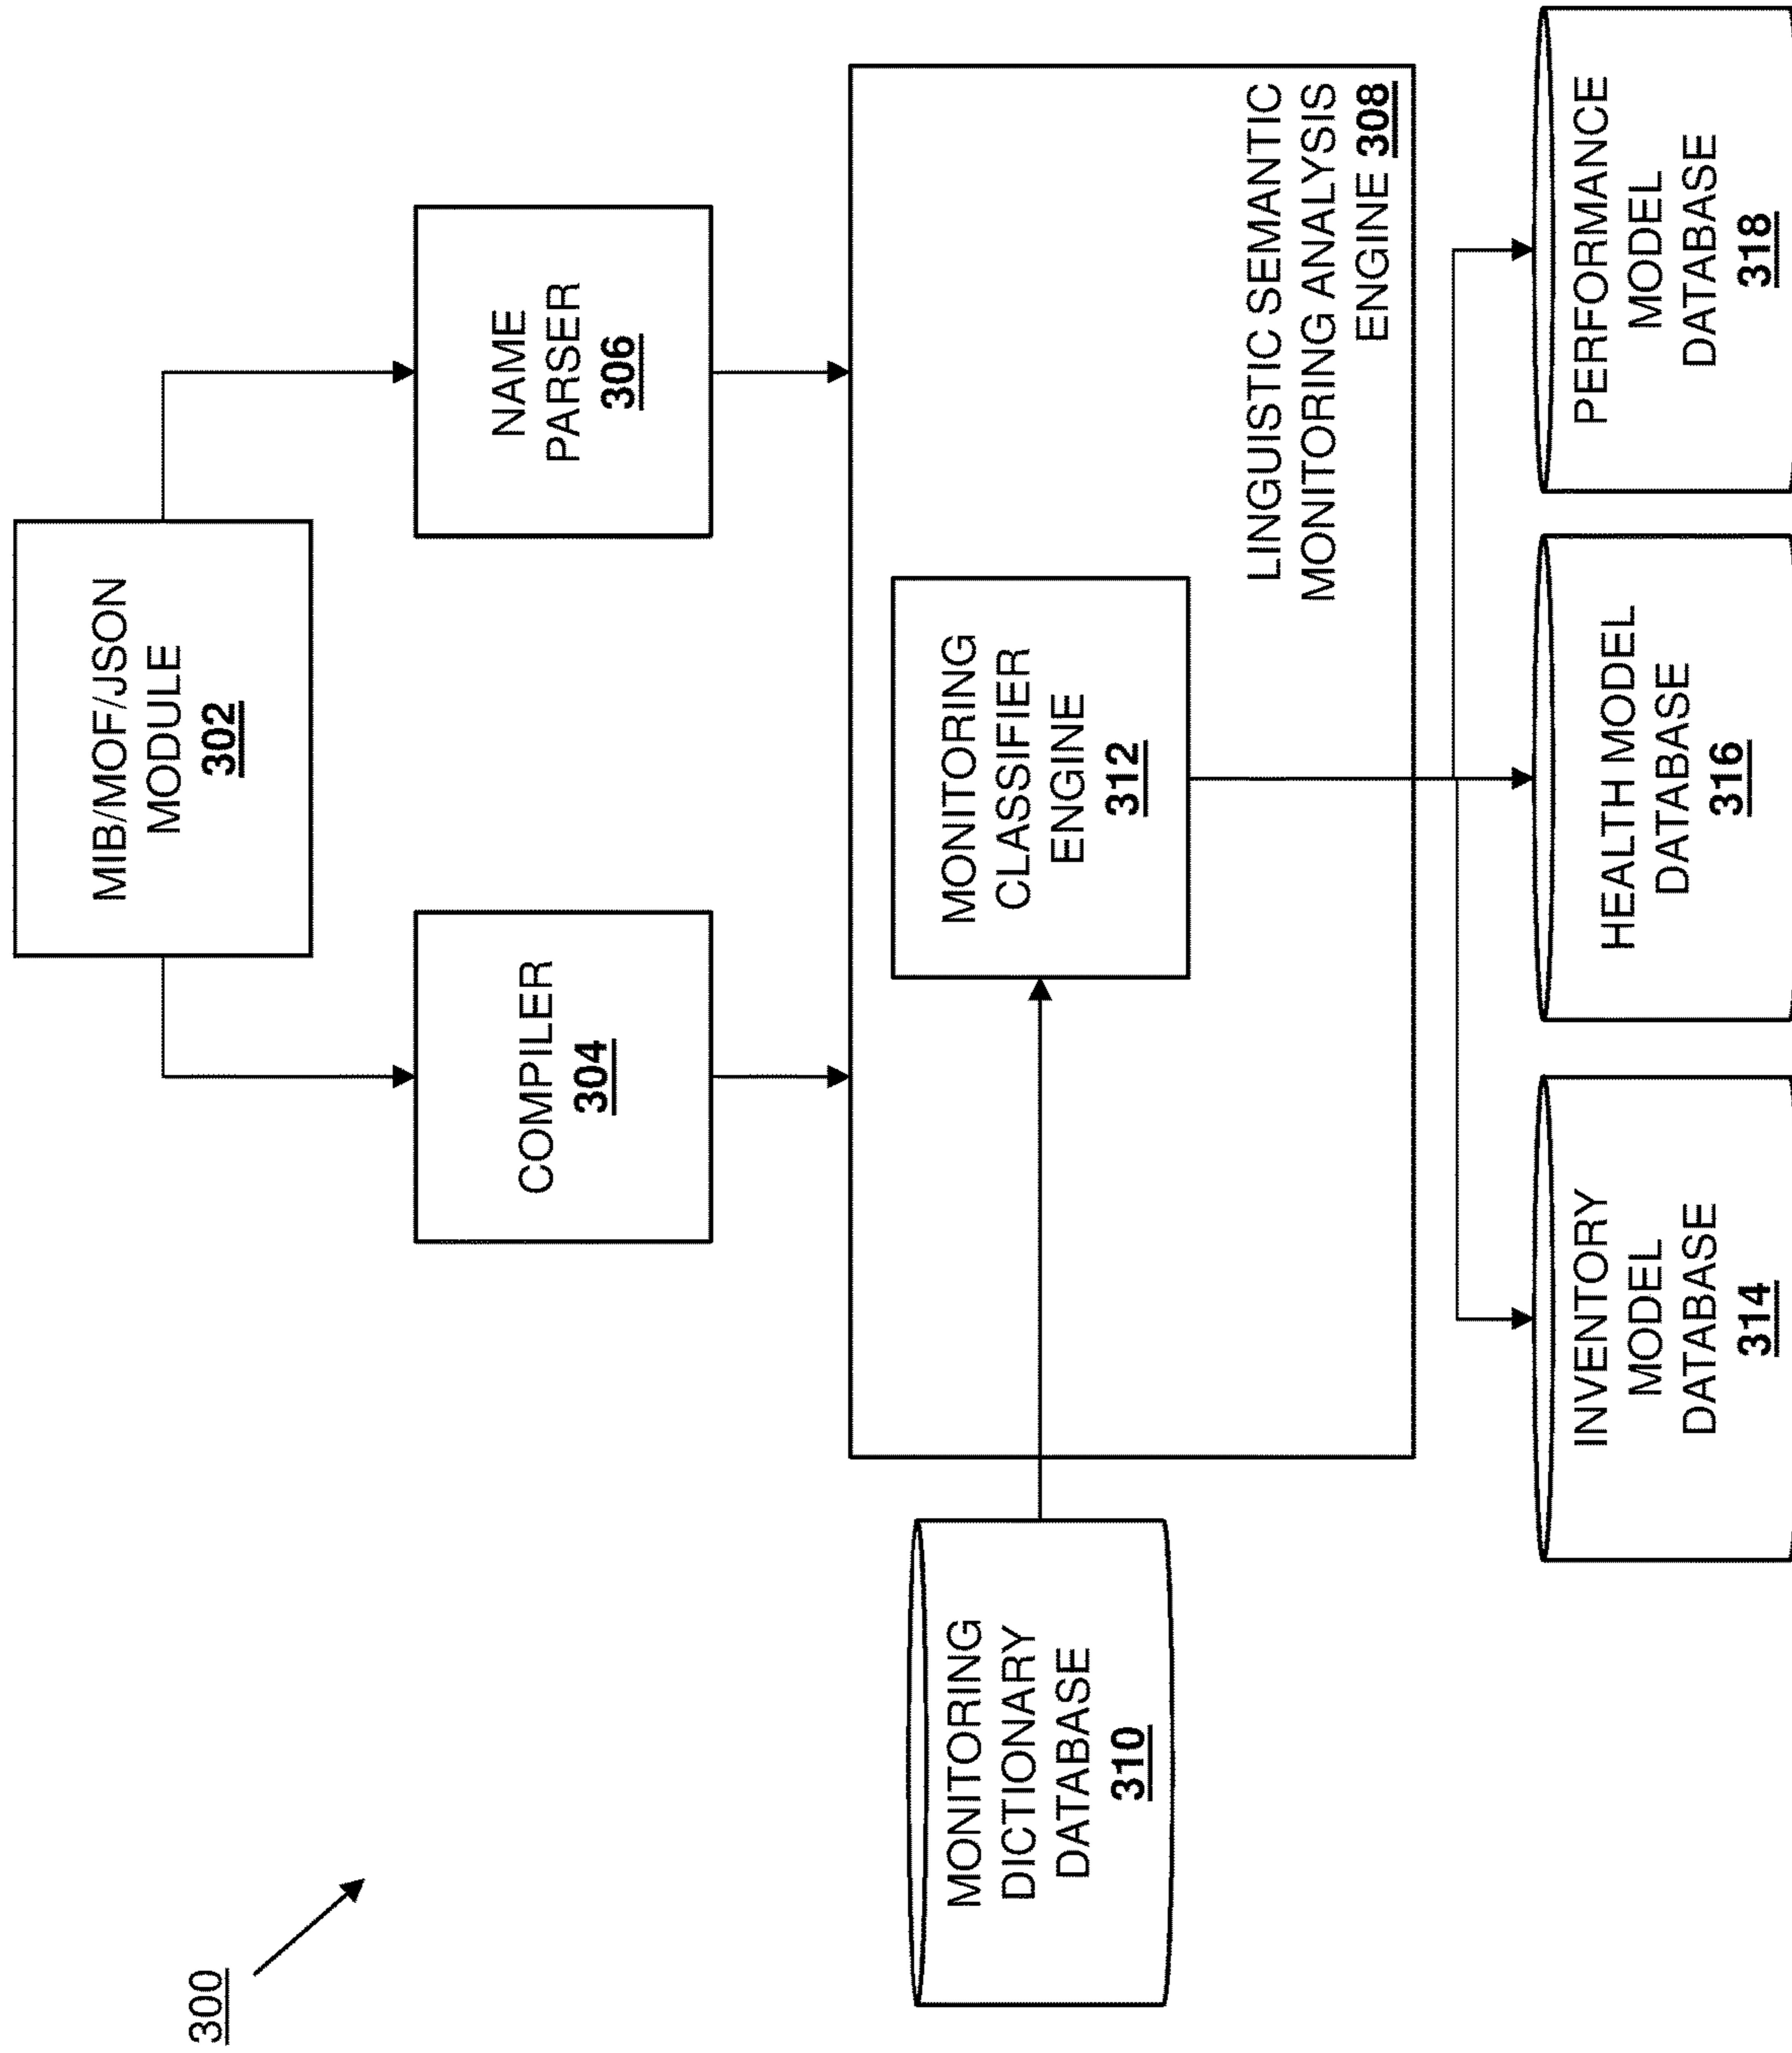 300
MIB/MOF/JSON
MODULE
302
COMPILER
304
NAME
PARSER
306
MONITORING
DICTIONARY
DATABASE
310
MONITORING
CLASSIFIER
ENGINE
312
LINGUISTIC SEMANTIC
MONITORING ANALYSIS
ENGINE 308
INVENTORY
MODEL
DATABASE
314
HEALTH MODEL
DATABASE
316
PERFORMANCE
MODEL
DATABASE
318